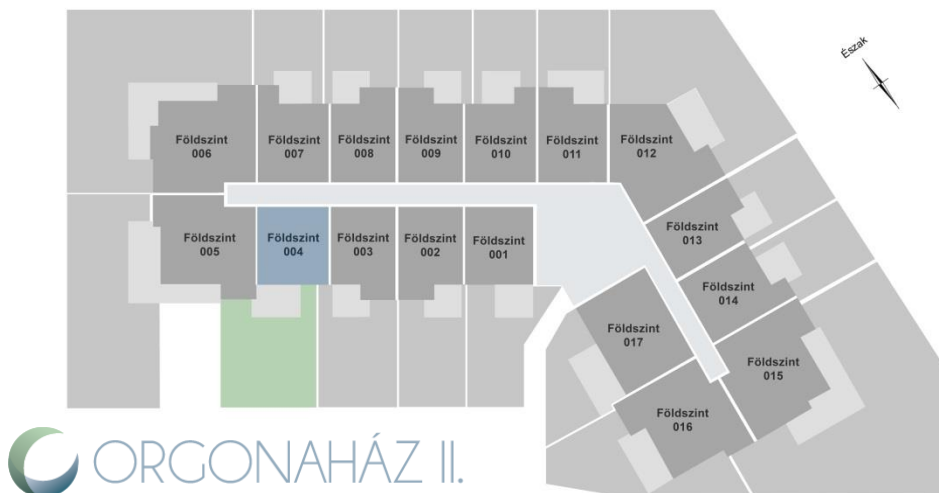 Észak
Földszint
006
Földszint
007
Földszint
008
Földszint
009
Földszint
010
Földszint
011
Földszint
012
Földszint
005
Földszint
004
Földszint
003
Földszint
002
Földszint
001
Földszint
013
Földszint
014
Földszint
017
Földszint
015
Földszint
016
ORGONAHÁZ II.